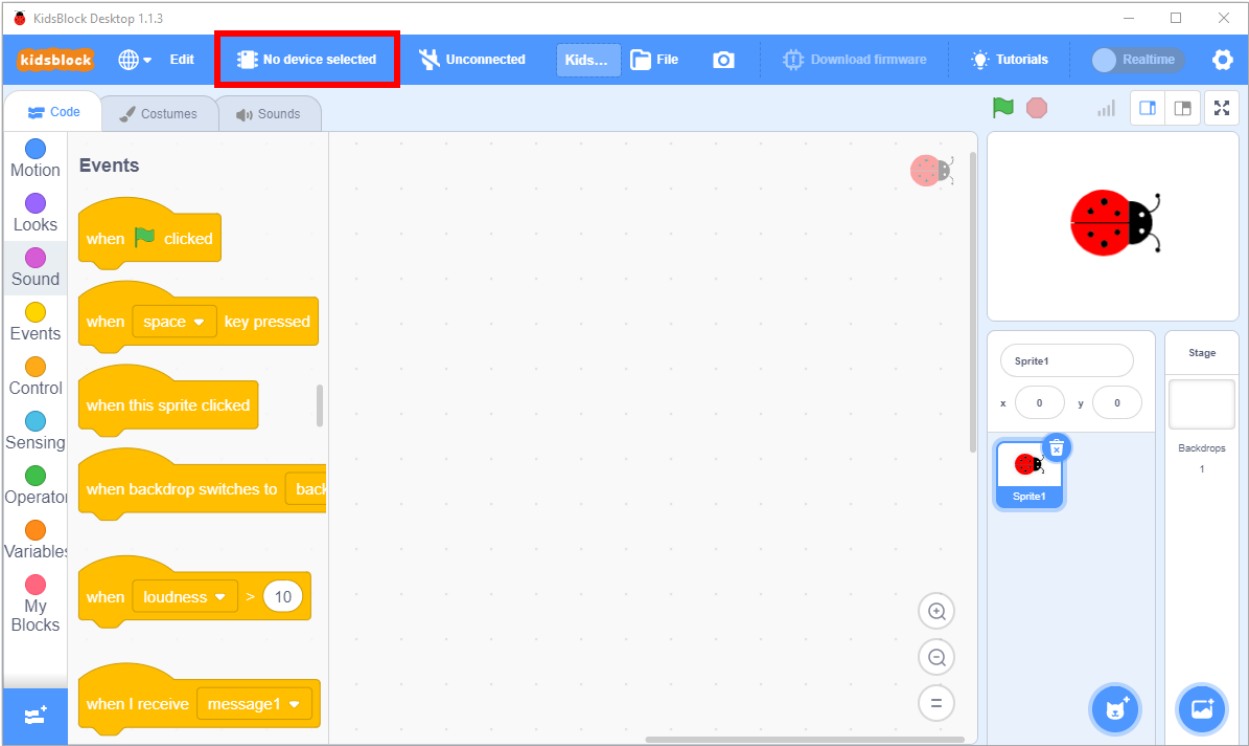 KidsBlock Desktop 1.1.3
kidsblock Edit No device selected Unconnected Kids... File Download firmware Tutorials Realtime
Code Costumes Sounds
Motion
Looks
Sound
Events
Control
Sensing
Operator
Variables
My
Blocks
Events
when clicked
when space key pressed
when this sprite clicked
when backdrop switches to back
when loudness > 10
when I receive message1
Sprite1
x 0 y 0
Sprite1
Stage
Backdrops
1